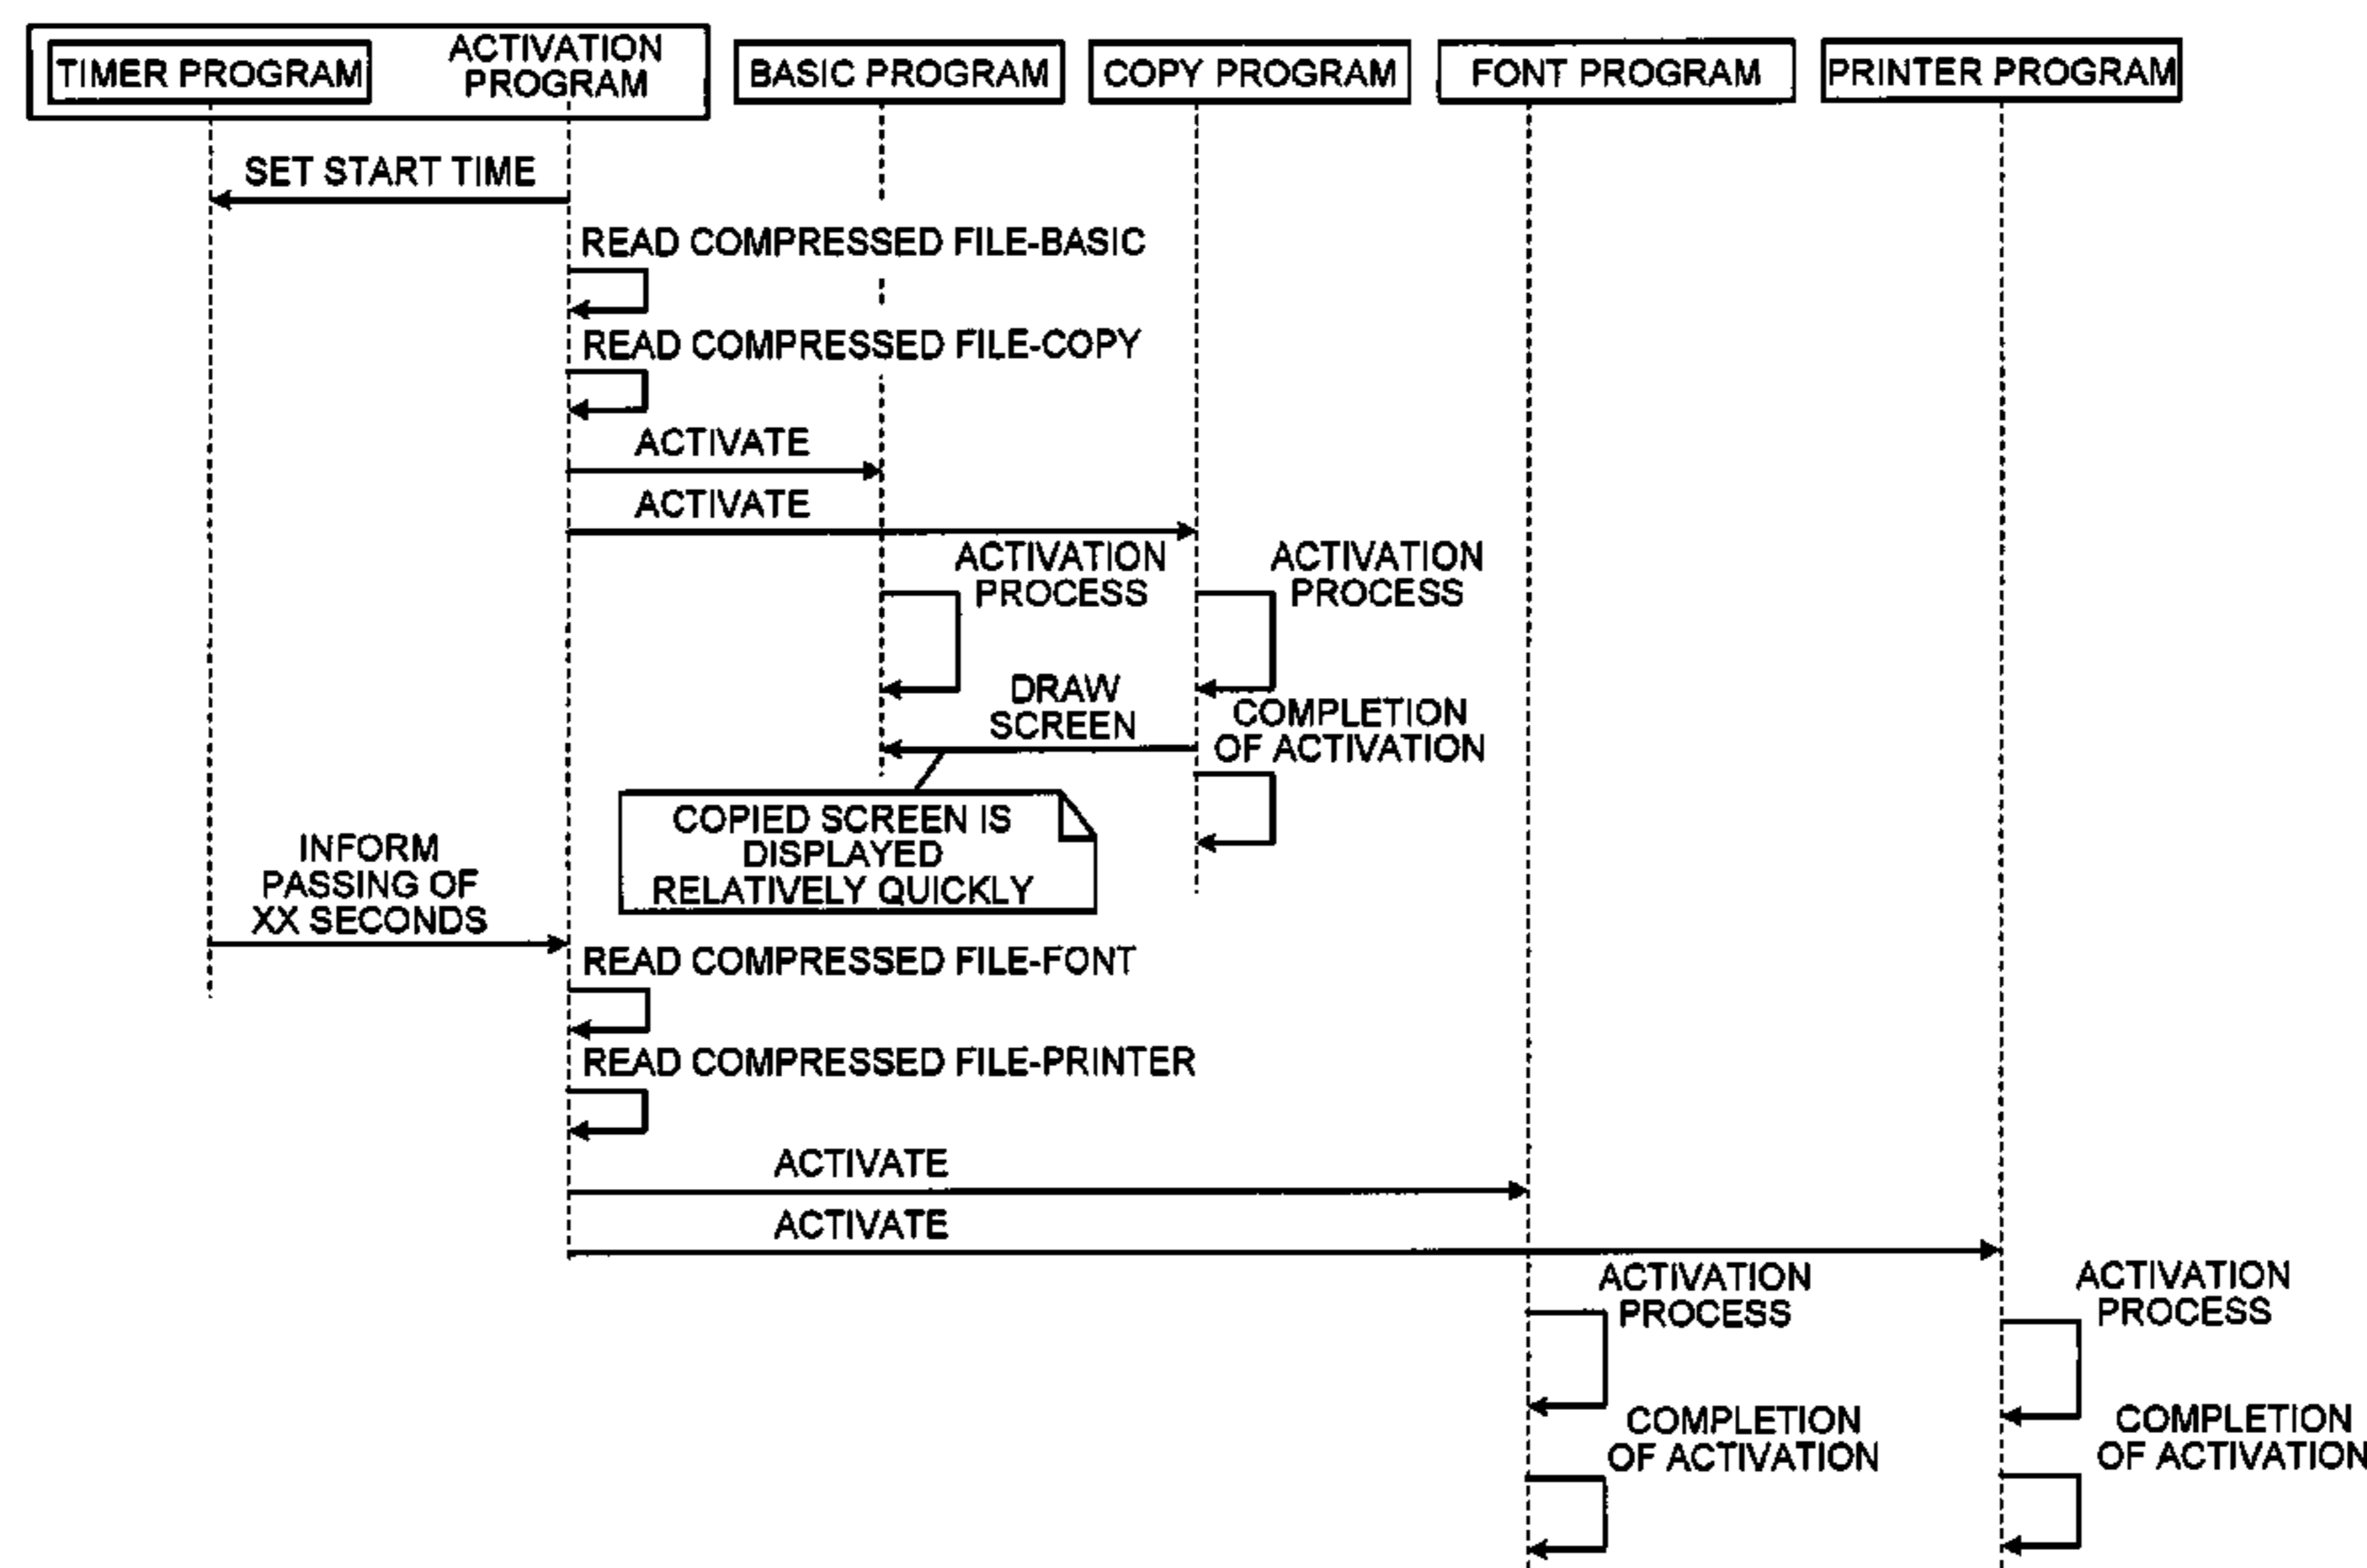 TIMER PROGRAM
ACTIVATION
PROGRAM
BASIC PROGRAM
COPY PROGRAM
FONT PROGRAM
PRINTER PROGRAM
SET START TIME
READ COMPRESSED FILE-BASIC
READ COMPRESSED FILE-COPY
ACTIVATE
ACTIVATE
ACTIVATION
PROCESS
ACTIVATION
PROCESS
DRAW
SCREEN
COMPLETION
OF ACTIVATION
COPIED SCREEN IS
DISPLAYED
RELATIVELY QUICKLY
INFORM
PASSING OF
XX SECONDS
READ COMPRESSED FILE-FONT
READ COMPRESSED FILE-PRINTER
ACTIVATE
ACTIVATE
ACTIVATION
PROCESS
ACTIVATION
PROCESS
COMPLETION
OF ACTIVATION
COMPLETION
OF ACTIVATION